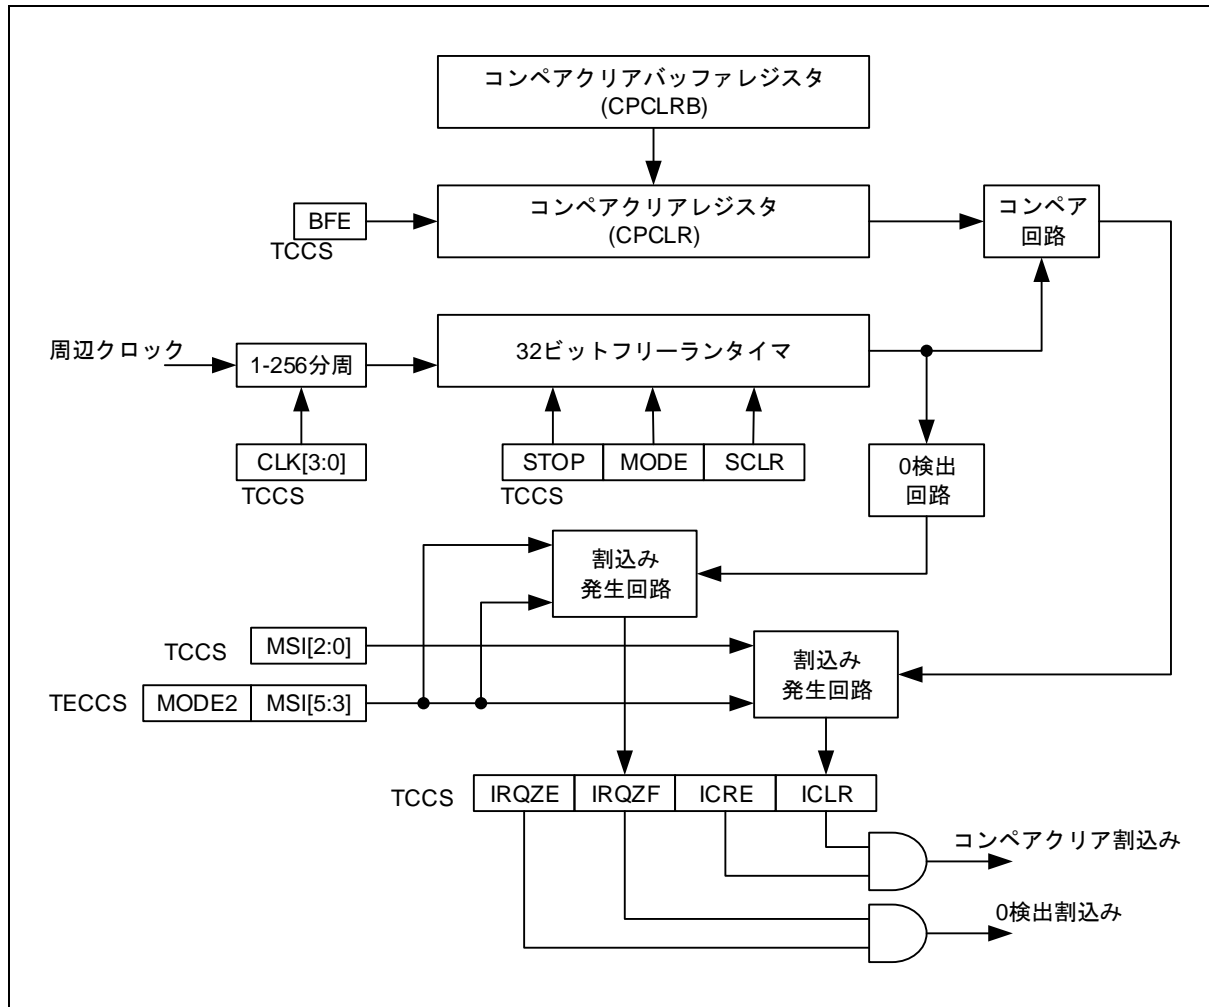 コンペアクリアバッファレジスタ
(CPCLRB)
コンペアクリアレジスタ
(CPCLR)
コンペア
回路
BFE
TCCS
周辺クロック
1-256分周
32ビットフリーランタイマ
CLK[3:0]
TCCS
STOP MODE SCLR
TCCS
0検出
回路
割込み
発生回路
TCCS MSI[2:0]
割込み
発生回路
TECCS MODE2 MSI[5:3]
TCCS IRQZE IRQZF ICRE ICLR
コンペアクリア割込み
0検出割込み